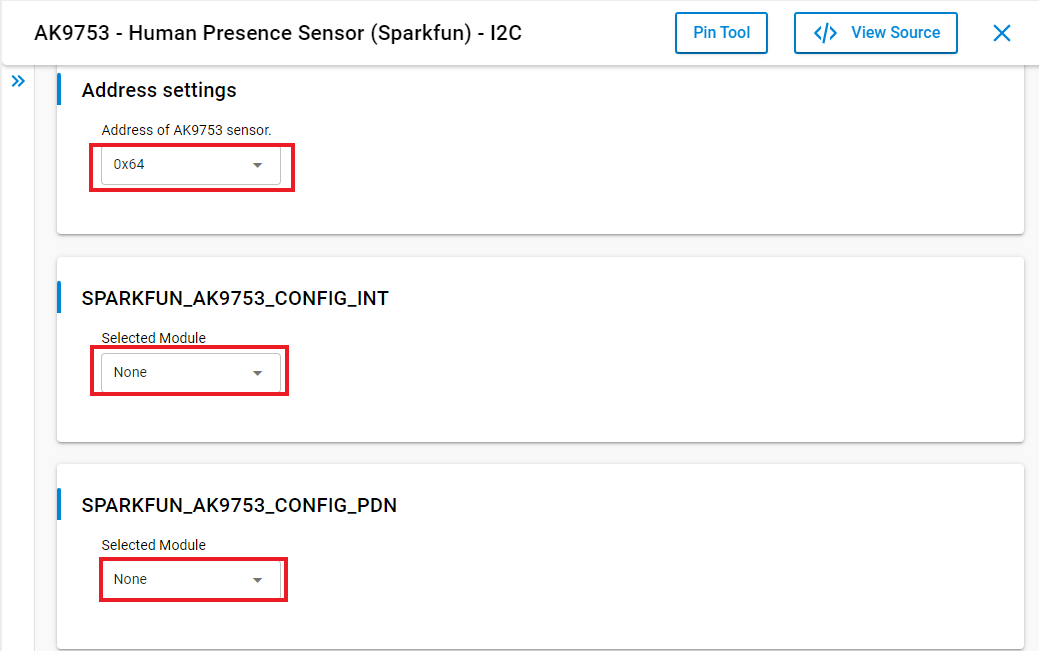 AK9753 - Human Presence Sensor (Sparkfun) - I2C
Pin Tool
</> View Source
Address settings
Address of AK9753 sensor.
0x64
SPARKFUN_AK9753_CONFIG_INT
Selected Module
None
SPARKFUN_AK9753_CONFIG_PDN
Selected Module
None